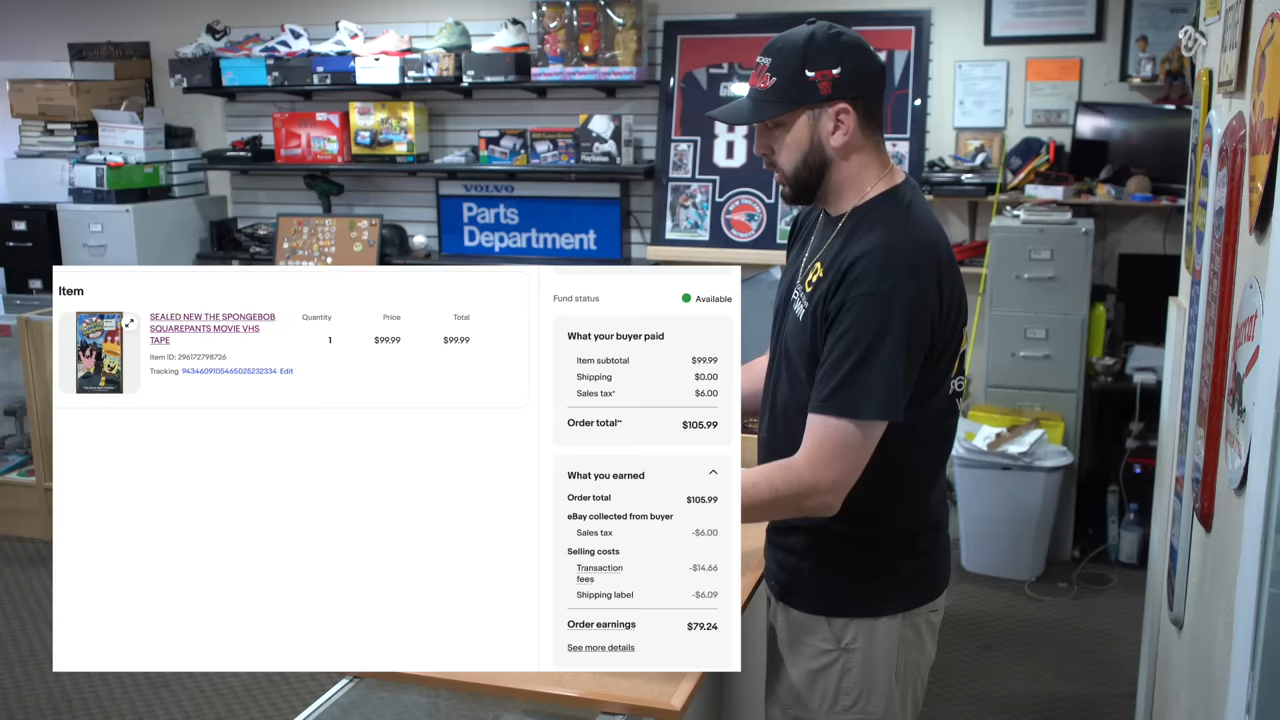 VOLVO
Parts
Department
8
Item
SEALED NEW THE SPONGEBOB
SQUAREPANTS MOVIE VHS
TAPE
Quantity
Price
Total
1
$99.99
$99.99
Item ID: 296172798726
Tracking 9434609105465025232334 Edit
Fund status
Available
What your buyer paid
Item subtotal $99.99
Shipping $0.00
Sales tax* $6.00
Order total** $105.99
What you earned
Order total $105.99
eBay collected from buyer
Sales tax -$6.00
Selling costs
Transaction
fees
-$14.66
Shipping label -$6.09
Order earnings $79.24
See more details